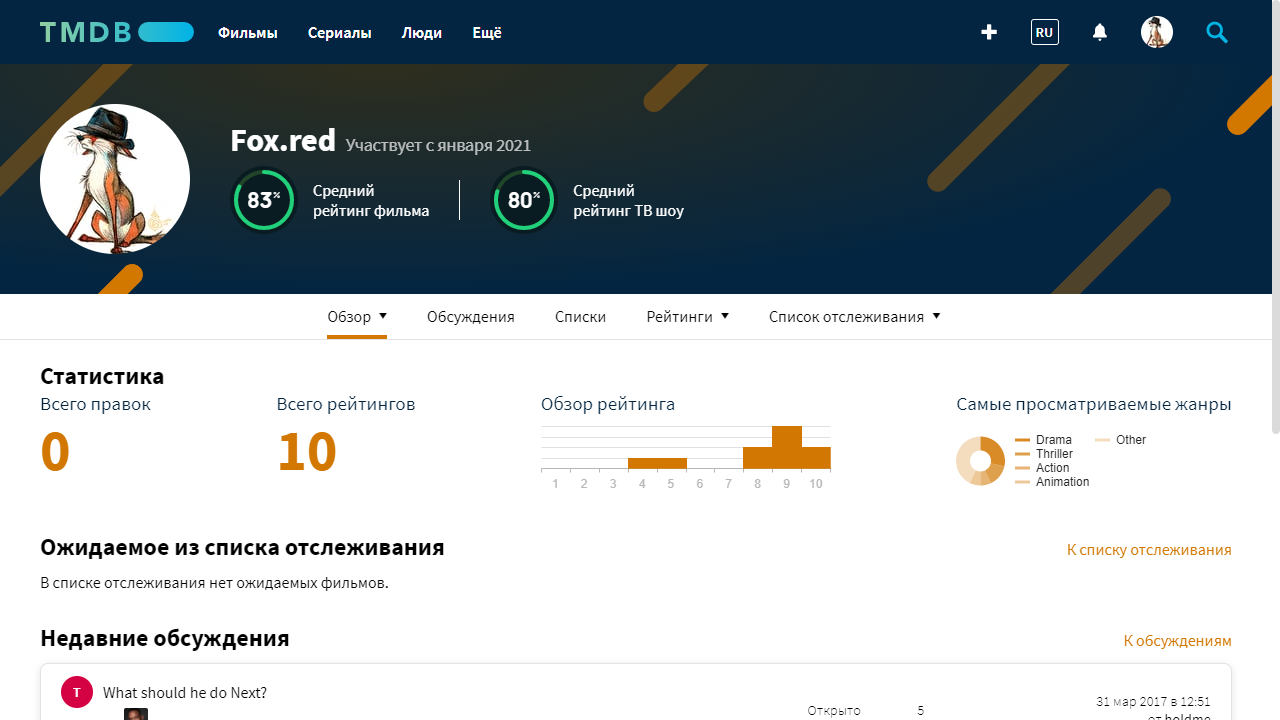 TMDB Фильмы Сериалы Люди Ещё RU
Fox.red Участвует с января 2021
83% Средний рейтинг фильма
80% Средний рейтинг ТВ шоу
Обзор Обсуждения Списки Рейтинги Список отслеживания
Статистика
Всего правок
0
Всего рейтингов
10
Обзор рейтинга
1 2 3 4 5 6 7 8 9 10
Самые просматриваемые жанры
Drama
Thriller
Action
Animation
Other
Ожидаемое из списка отслеживания
К списку отслеживания
В списке отслеживания нет ожидаемых фильмов.
Недавние обсуждения
К обсуждениям
T What should he do Next?
Открыто 5
31 мар 2017 в 12:51
от holdme